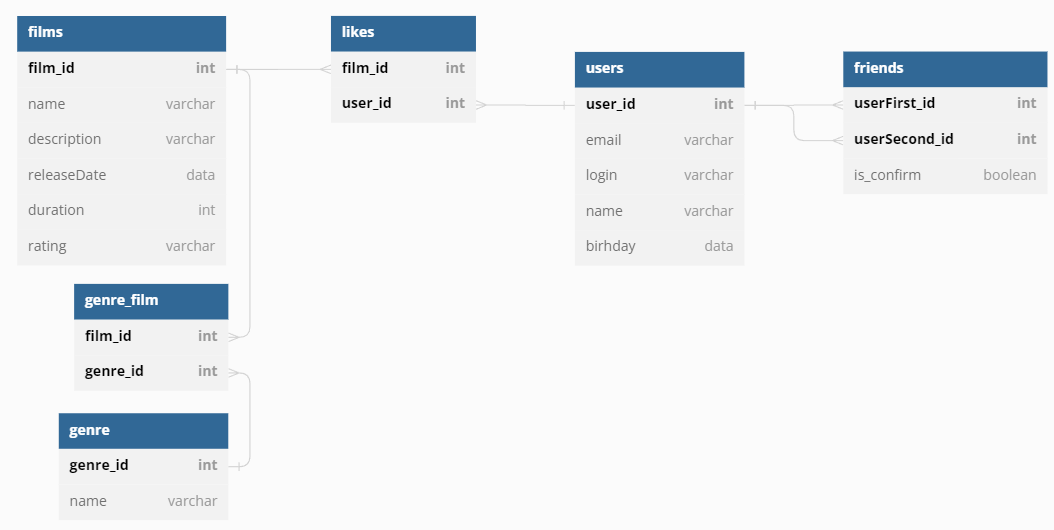 films
film_id int
name varchar
description varchar
releaseDate data
duration int
rating varchar
likes
film_id int
user_id int
users
user_id int
email varchar
login varchar
name varchar
birhday data
friends
userFirst_id int
userSecond_id int
is_confirm boolean
genre_film
film_id int
genre_id int
genre
genre_id int
name varchar